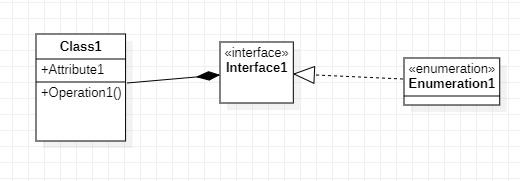 Class1
+Attribute1
+Operation1()
«interface»
Interface1
«enumeration»
Enumeration1